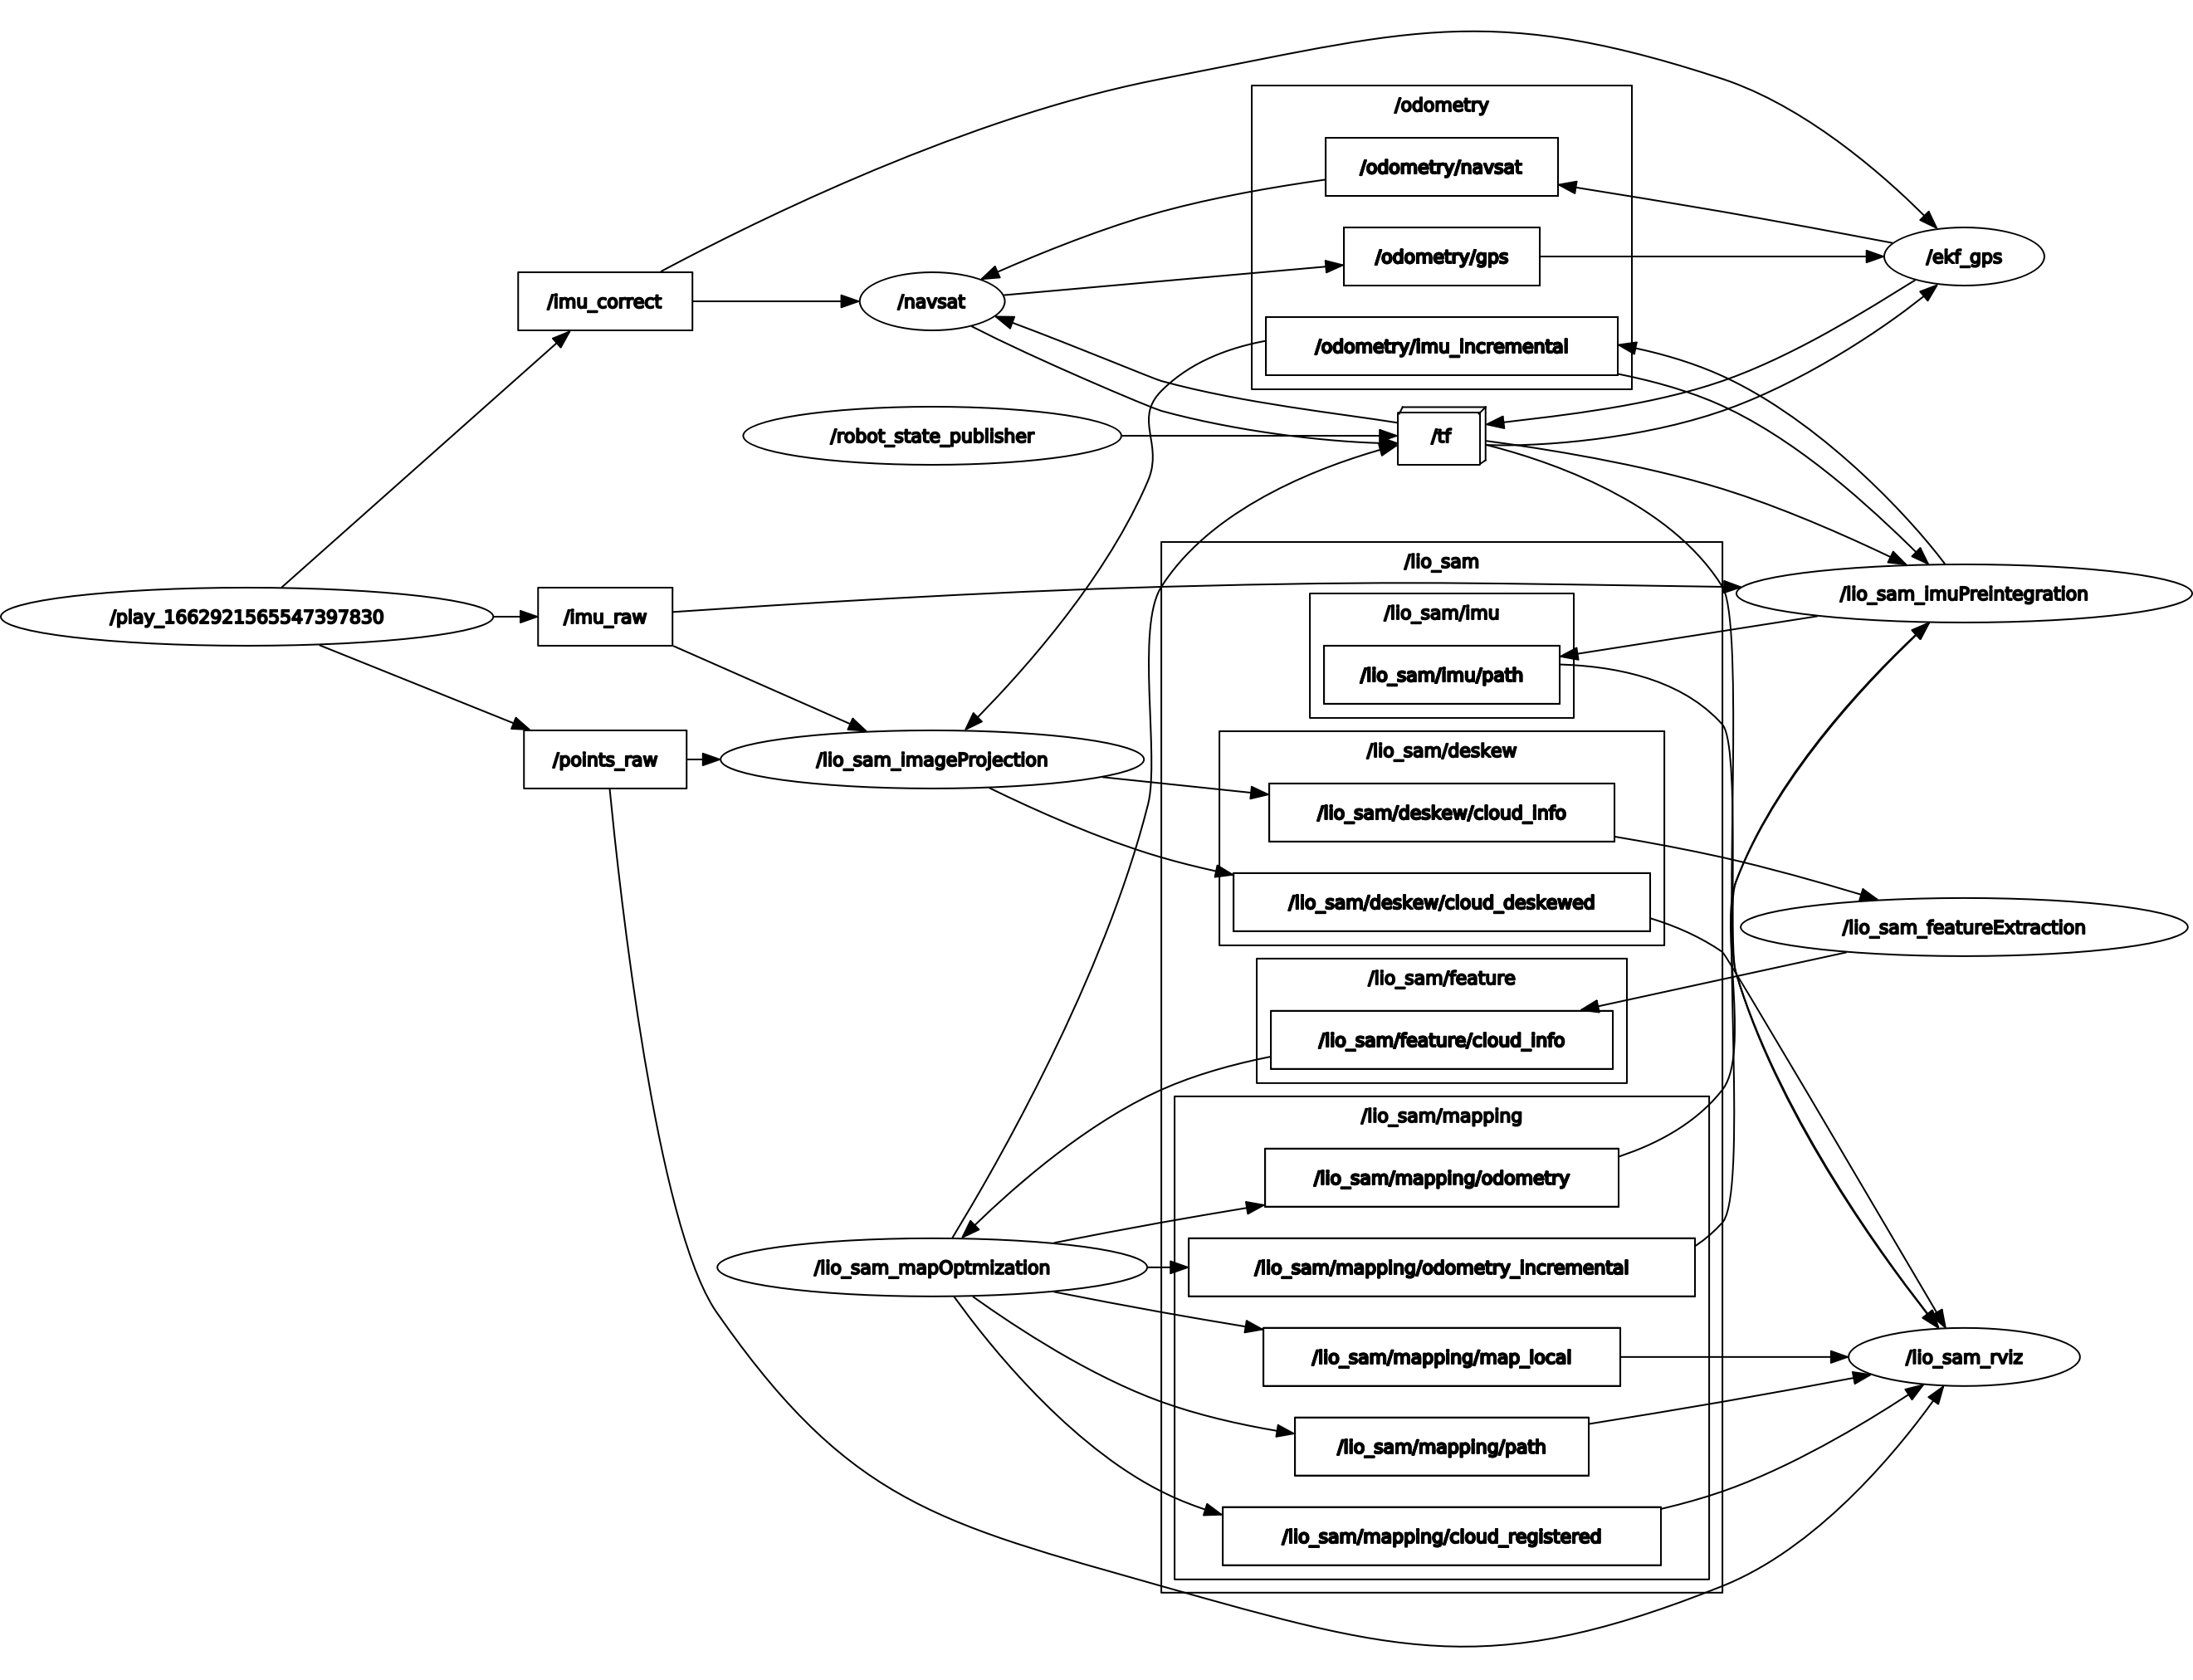 /odometry
/odometry/navsat
/odometry/gps
/ekf_gps
/imu_correct
/navsat
/odometry/imu_incremental
/robot_state_publisher
/tf
/lio_sam
/play_1662921565547397830
/imu_raw
/lio_sam/imu
/lio_sam_imuPreintegration
/lio_sam/imu/path
/points_raw
/lio_sam_imageProjection
/lio_sam/deskew
/lio_sam/deskew/cloud_info
/lio_sam/deskew/cloud_deskewed
/lio_sam_featureExtraction
/lio_sam/feature
/lio_sam/feature/cloud_info
/lio_sam/mapping
/lio_sam/mapping/odometry
/lio_sam_mapOptmization
/lio_sam/mapping/odometry_incremental
/lio_sam/mapping/map_local
/lio_sam_rviz
/lio_sam/mapping/path
/lio_sam/mapping/cloud_registered